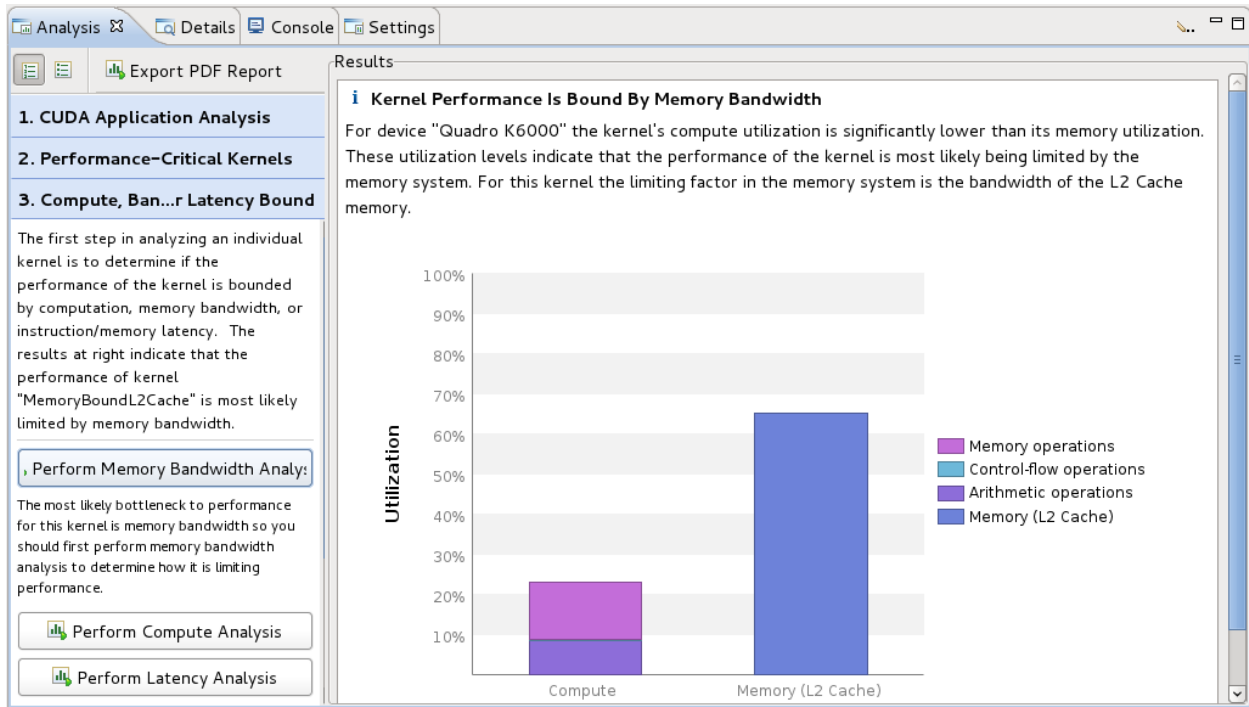 Analysis
Details
Console
Settings
Export PDF Report
1. CUDA Application Analysis
2. Performance-Critical Kernels
3. Compute, Ban...r Latency Bound
The first step in analyzing an individual
kernel is to determine if the
performance of the kernel is bounded
by computation, memory bandwidth, or
instruction/memory latency. The
results at right indicate that the
performance of kernel
"MemoryBoundL2Cache" is most likely
limited by memory bandwidth.
Perform Memory Bandwidth Analys
The most likely bottleneck to performance
for this kernel is memory bandwidth so you
should first perform memory bandwidth
analysis to determine how it is limiting
performance.
Perform Compute Analysis
Perform Latency Analysis
Results
i Kernel Performance Is Bound By Memory Bandwidth
For device "Quadro K6000" the kernel's compute utilization is significantly lower than its memory utilization.
These utilization levels indicate that the performance of the kernel is most likely being limited by the
memory system. For this kernel the limiting factor in the memory system is the bandwidth of the L2 Cache
memory.
100%
90%
80%
70%
60%
50%
40%
30%
20%
10%
Utilization
Compute
Memory (L2 Cache)
Memory operations
Control-flow operations
Arithmetic operations
Memory (L2 Cache)